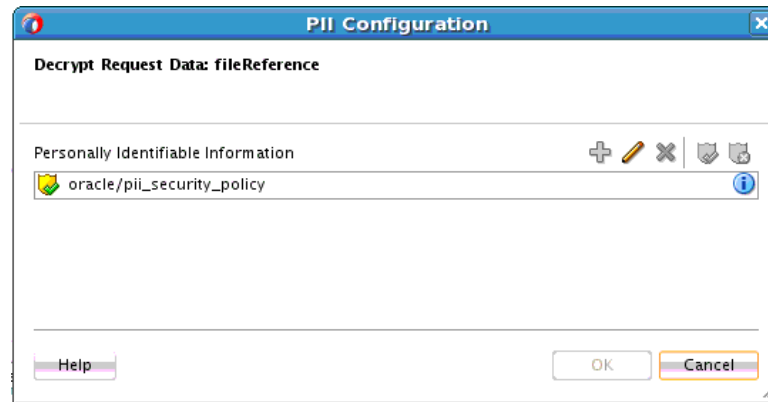 PII Configuration
Decrypt Request Data: fileReference
Personally Identifiable Information
oracle/pii_security_policy
Help
OK
Cancel